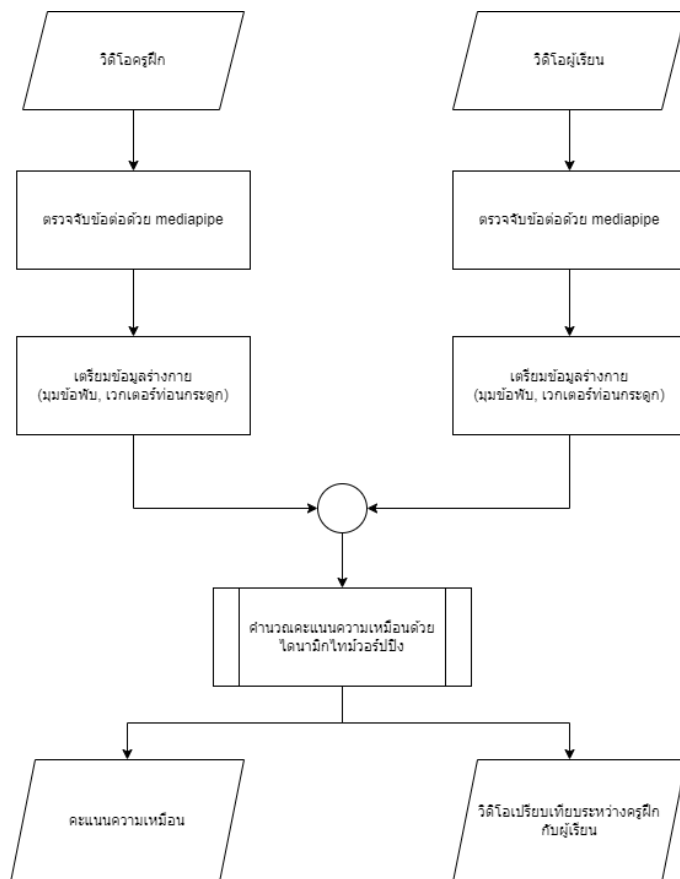 วิดิโอครูฝึก
วิดิโอผู้เรียน
ตรวจจับข้อต่อด้วย mediapipe
ตรวจจับข้อต่อด้วย mediapipe
เตรียมข้อมูลร่างกาย
(มุมข้อพับ, เวกเตอร์ท่อนกระดูก)
เตรียมข้อมูลร่างกาย
(มุมข้อพับ, เวกเตอร์ท่อนกระดูก)
คำนวณคะแนนความเหมือนด้วย
ไดนามิกไทม์วอร์ปปิง
คะแนนความเหมือน
วิดิโอเปรียบเทียบระหว่างครูฝึก
กับผู้เรียน